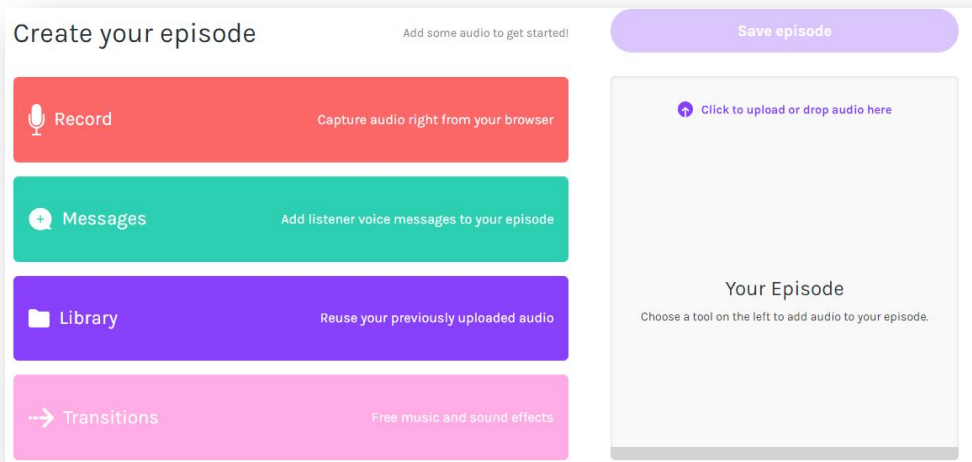 Create your episode
Add some audio to get started!
Save episode
Record
Capture audio right from your browser
Messages
Add listener voice messages to your episode
Library
Reuse your previously uploaded audio
Transitions
Free music and sound effects
Click to upload or drop audio here
Your Episode
Choose a tool on the left to add audio to your episode.